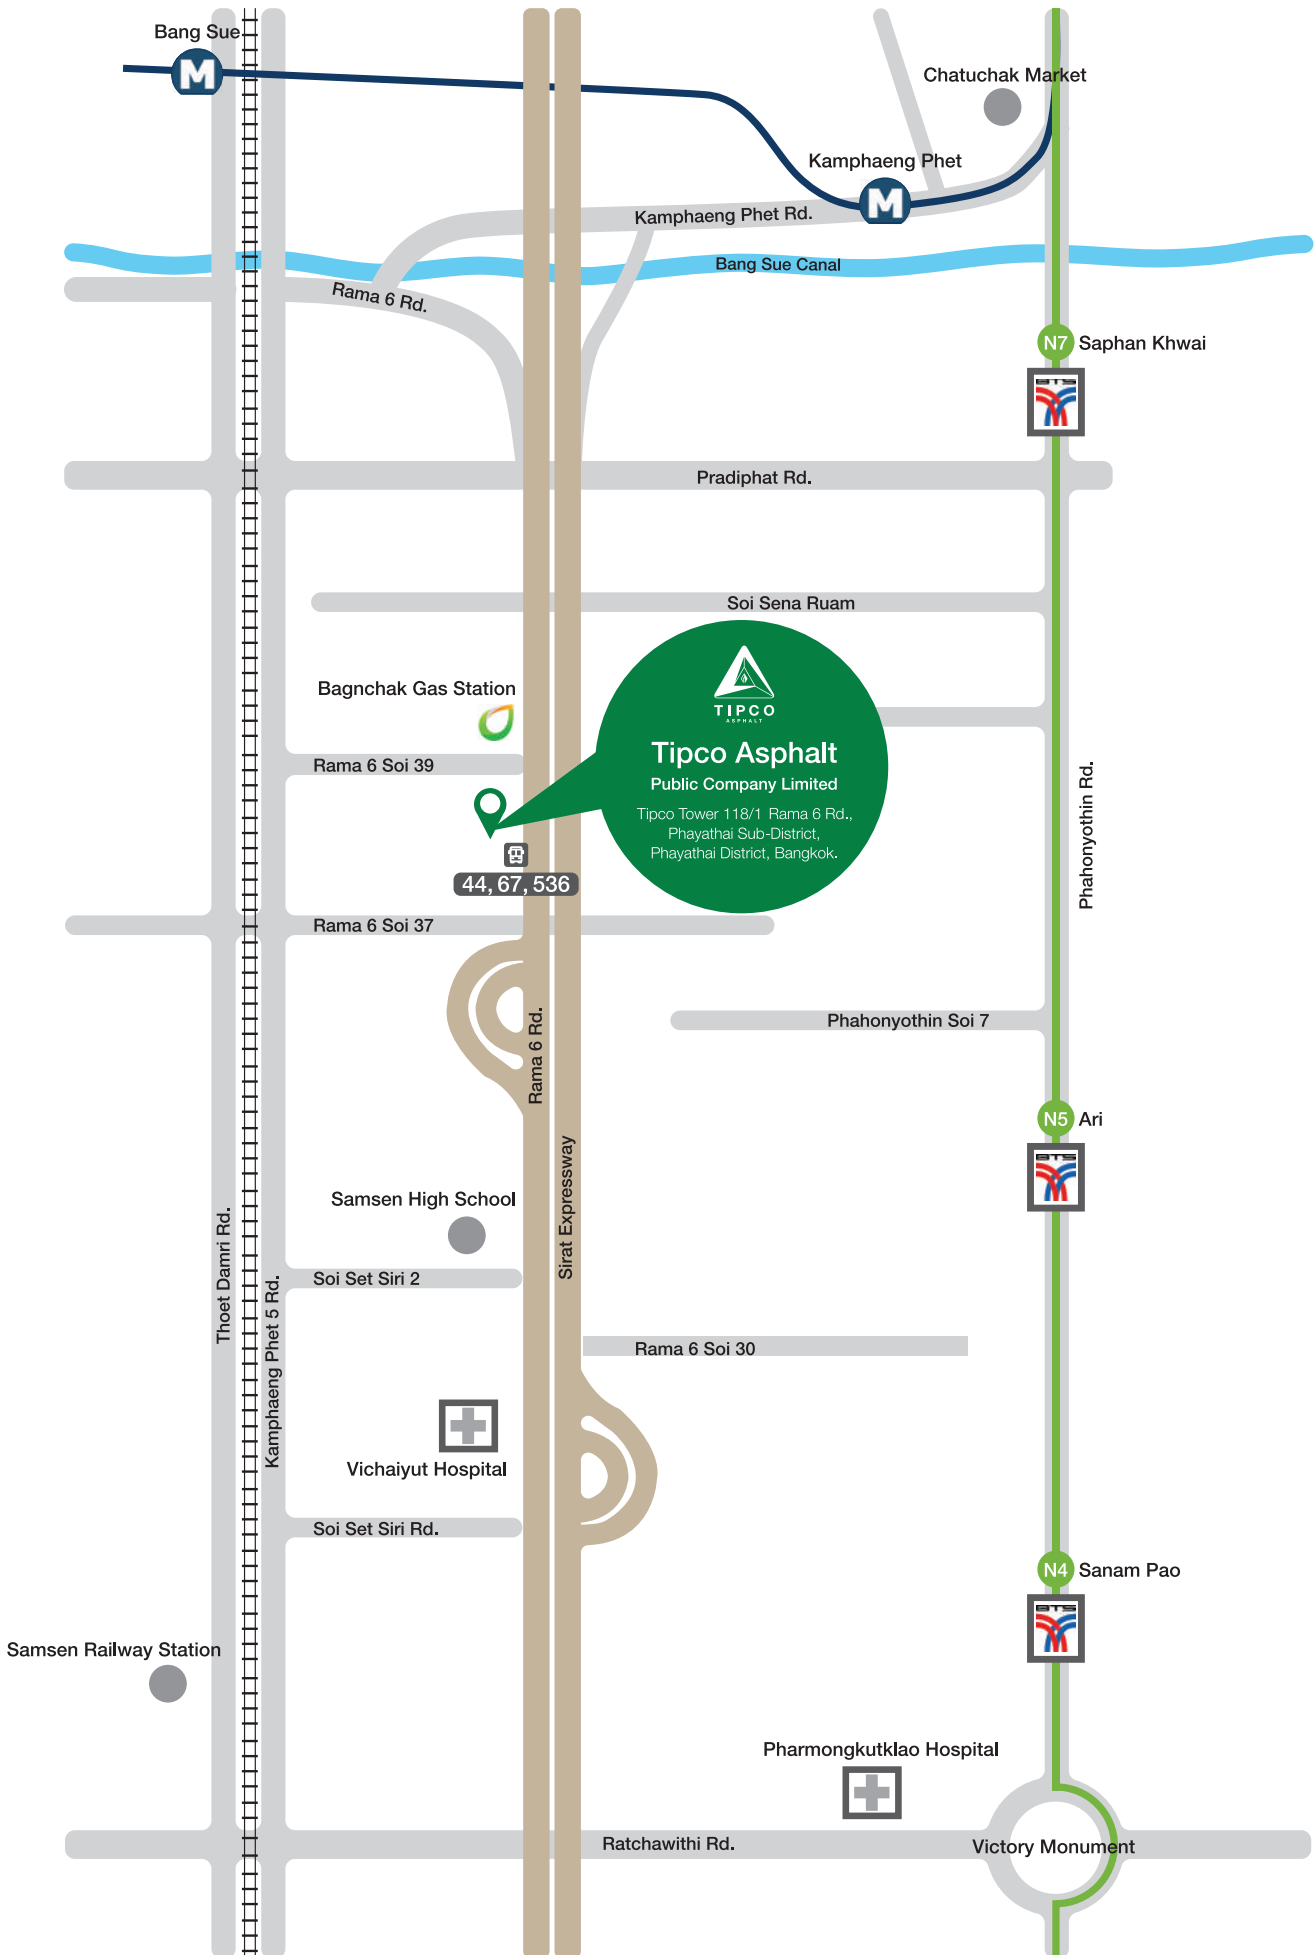 Bang Sue
M
Chatuchak Market
Kamphaeng Phet
M
Kamphaeng Phet Rd.
Bang Sue Canal
Rama 6 Rd.
N7 Saphan Khwai
BTS
Pradiphat Rd.
Soi Sena Ruam
Bagnchak Gas Station
TIPCO
ASPHALT
Tipco Asphalt
Public Company Limited
Tipco Tower 118/1 Rama 6 Rd.,
Phayathai Sub-District,
Phayathai District, Bangkok.
Rama 6 Soi 39
44, 67, 536
Phahonyothin Rd.
Rama 6 Soi 37
Phahonyothin Soi 7
Rama 6 Rd.
N5 Ari
BTS
Samsen High School
Sirat Expressway
Thoet Damri Rd.
Kamphaeng Phet 5 Rd.
Soi Set Siri 2
Rama 6 Soi 30
Vichaiyut Hospital
Soi Set Siri Rd.
N4 Sanam Pao
BTS
Samsen Railway Station
Pharmongkutklao Hospital
Ratchawithi Rd.
Victory Monument